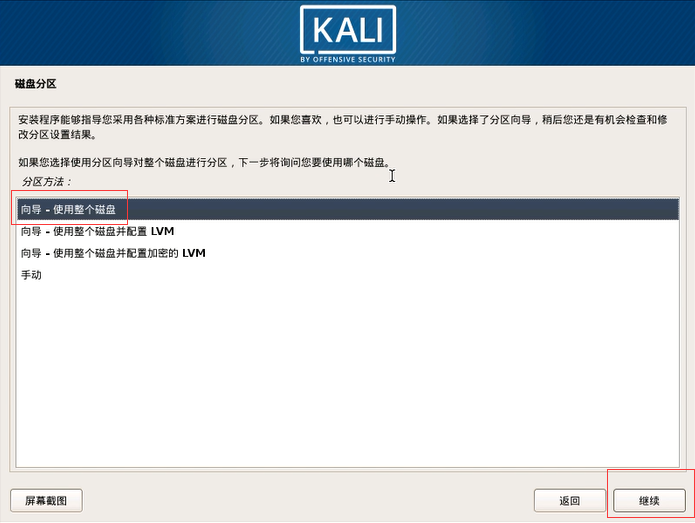 KALI
BY OFFENSIVE SECURITY
磁盘分区
安装程序能够指导您采用各种标准方案进行磁盘分区。如果您喜欢，也可以进行手动操作。如果选择了分区向导，稍后您还是有机会检查和修
改分区设置结果。
如果您选择使用分区向导对整个磁盘进行分区，下一步将询问您要使用哪个磁盘。
分区方法：
向导 - 使用整个磁盘
向导 - 使用整个磁盘并配置 LVM
向导 - 使用整个磁盘并配置加密的 LVM
手动
屏幕截图
返回
继续